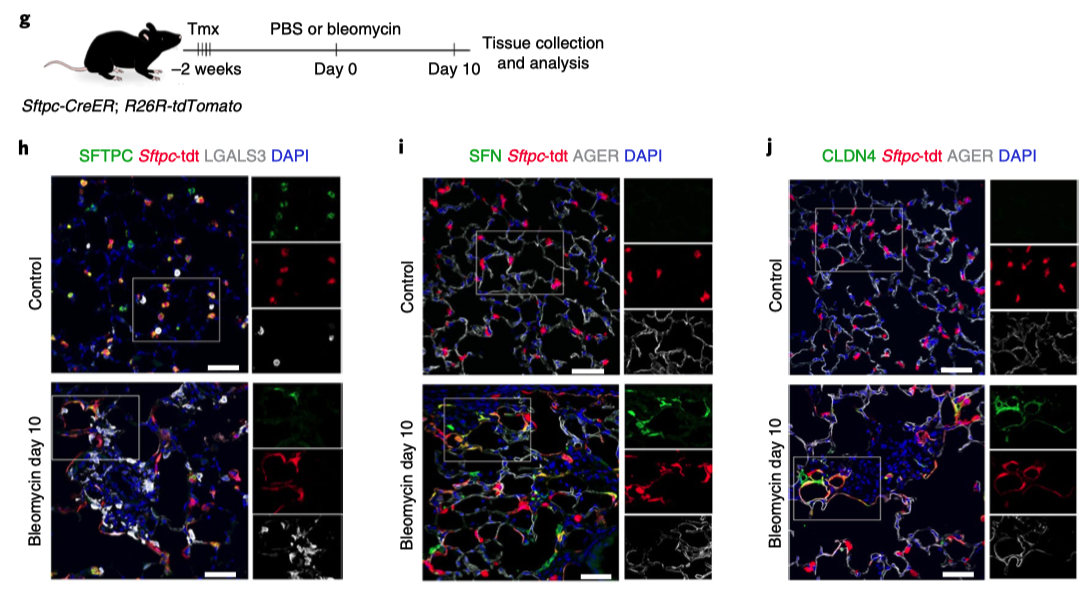 g
Tmx
PBS or bleomycin
–2 weeks
Day 0
Day 10
Tissue collection
and analysis
Sftpc-CreER; R26R-tdTomato
h
SFTPC Sftpc-tdt LGALS3 DAPI
Control
Bleomycin day 10
i
SFN Sftpc-tdt AGER DAPI
Control
Bleomycin day 10
j
CLDN4 Sftpc-tdt AGER DAPI
Control
Bleomycin day 10